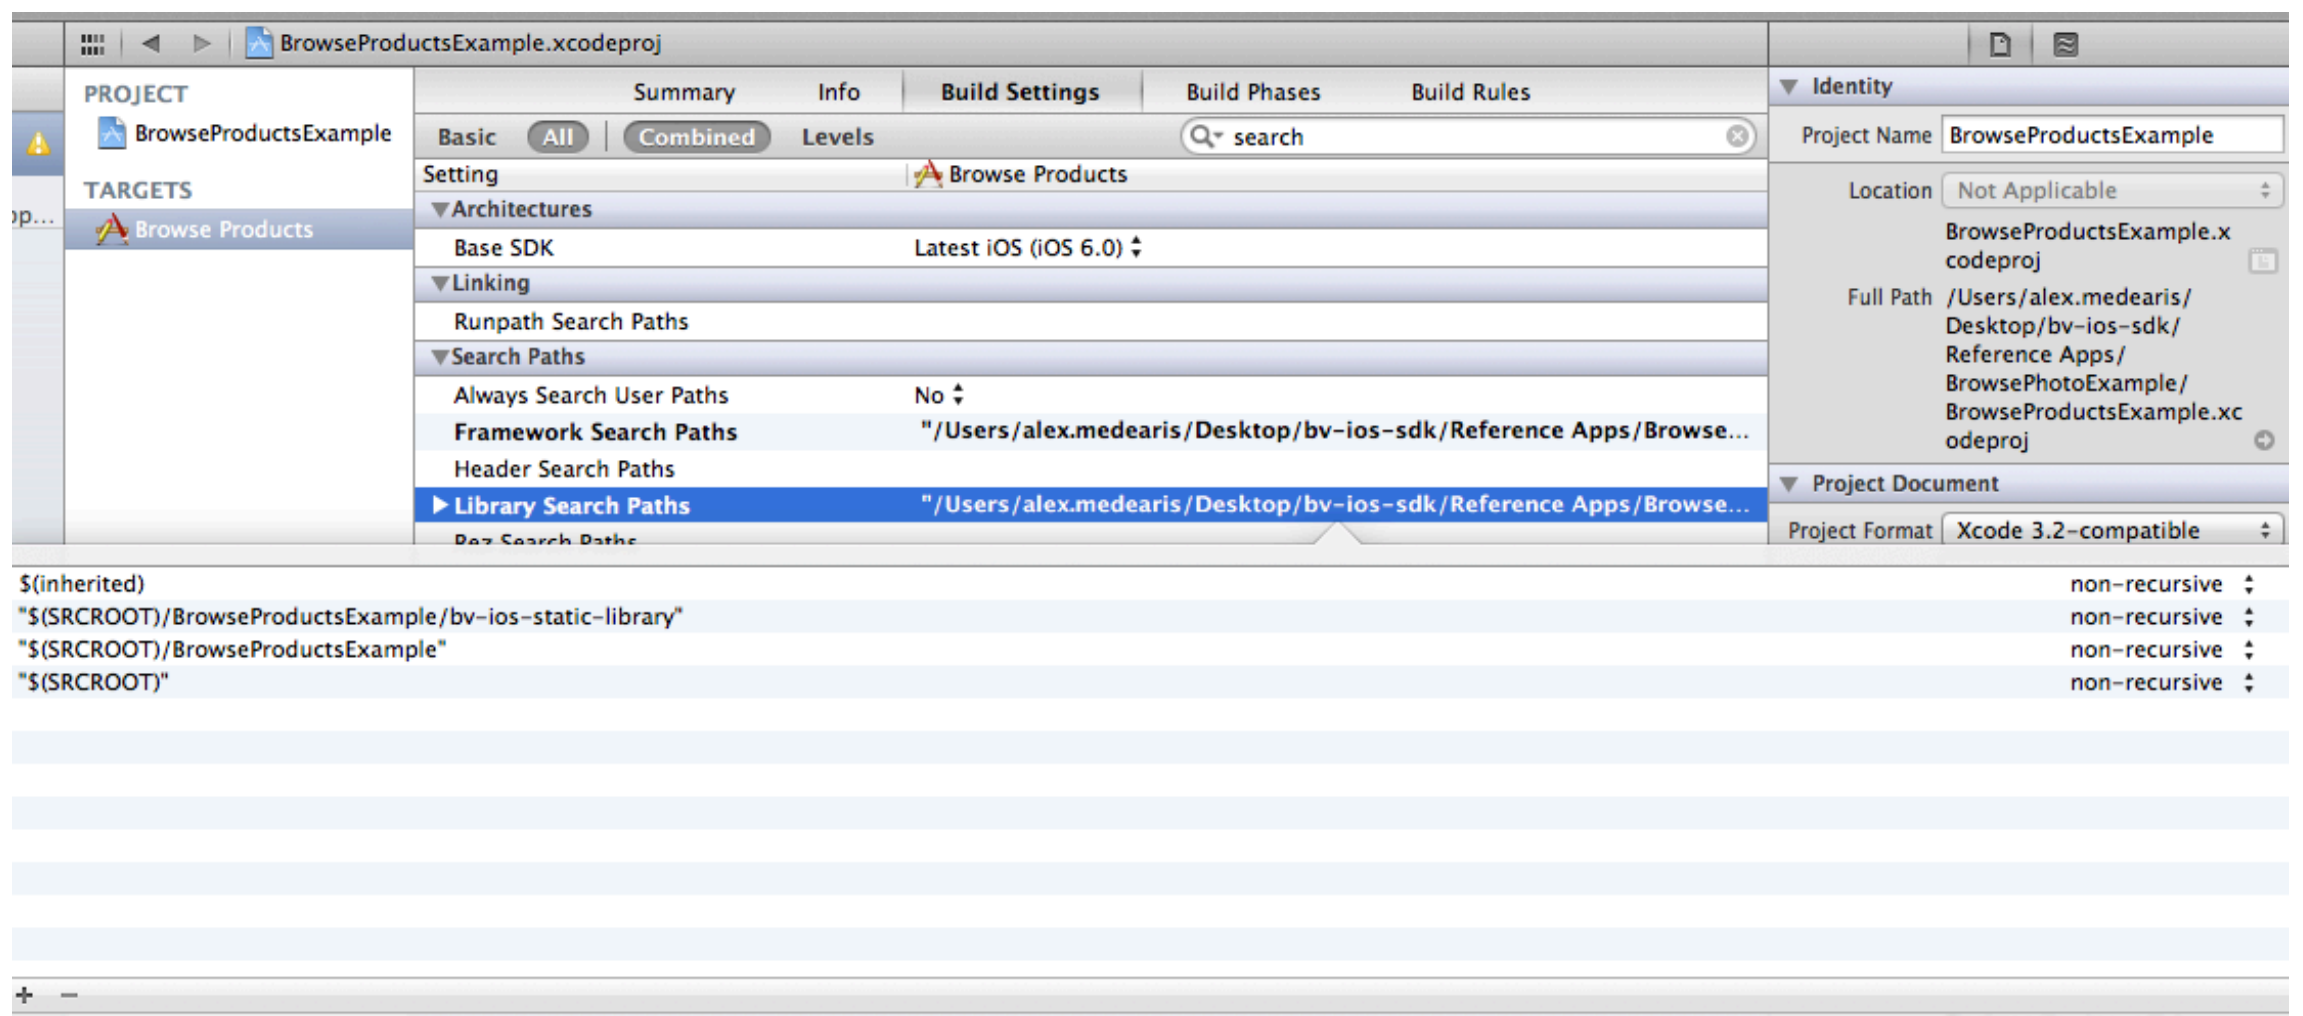 BrowseProductsExample.xcodeproj
PROJECT
BrowseProductsExample
TARGETS
Browse Products
op...
Summary Info Build Settings Build Phases Build Rules
Basic All Combined Levels search
Setting Browse Products
Architectures
Base SDK Latest iOS (iOS 6.0)
Linking
Runpath Search Paths
Search Paths
Always Search User Paths No
Framework Search Paths "/Users/alex.medearis/Desktop/bv-ios-sdk/Reference Apps/Browse...
Header Search Paths
Library Search Paths "/Users/alex.medearis/Desktop/bv-ios-sdk/Reference Apps/Browse...
Rez Search Paths
Identity
Project Name BrowseProductsExample
Location Not Applicable
BrowseProductsExample.x
codeproj
Full Path /Users/alex.medearis/
Desktop/bv-ios-sdk/
Reference Apps/
BrowsePhotoExample/
BrowseProductsExample.xc
odeproj
Project Document
Project Format Xcode 3.2-compatible
$(inherited) non-recursive
"$(SRCROOT)/BrowseProductsExample/bv-ios-static-library" non-recursive
"$(SRCROOT)/BrowseProductsExample" non-recursive
"$(SRCROOT)" non-recursive
+ −